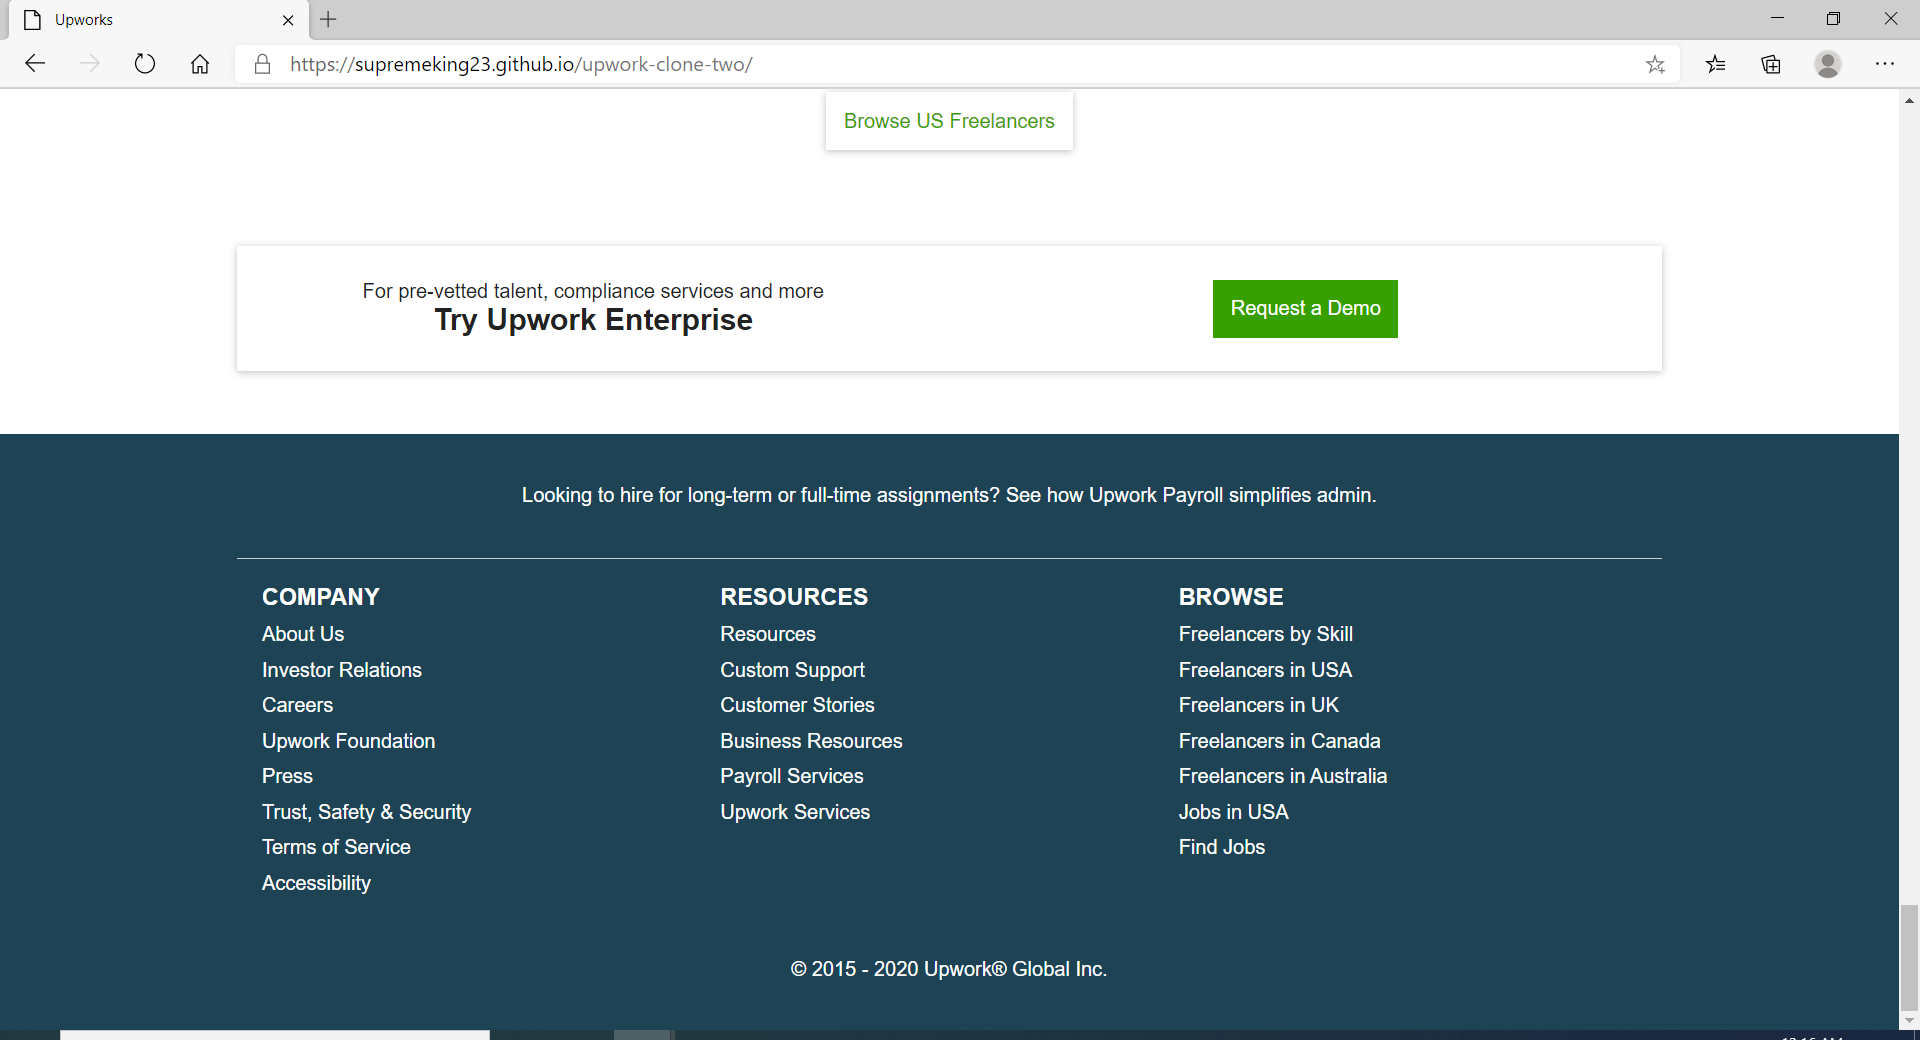 Upworks
https://supremeking23.github.io/upwork-clone-two/
Browse US Freelancers
For pre-vetted talent, compliance services and more
Try Upwork Enterprise
Request a Demo
Looking to hire for long-term or full-time assignments? See how Upwork Payroll simplifies admin.
COMPANY
About Us
Investor Relations
Careers
Upwork Foundation
Press
Trust, Safety & Security
Terms of Service
Accessibility
RESOURCES
Resources
Custom Support
Customer Stories
Business Resources
Payroll Services
Upwork Services
BROWSE
Freelancers by Skill
Freelancers in USA
Freelancers in UK
Freelancers in Canada
Freelancers in Australia
Jobs in USA
Find Jobs
© 2015 - 2020 Upwork® Global Inc.